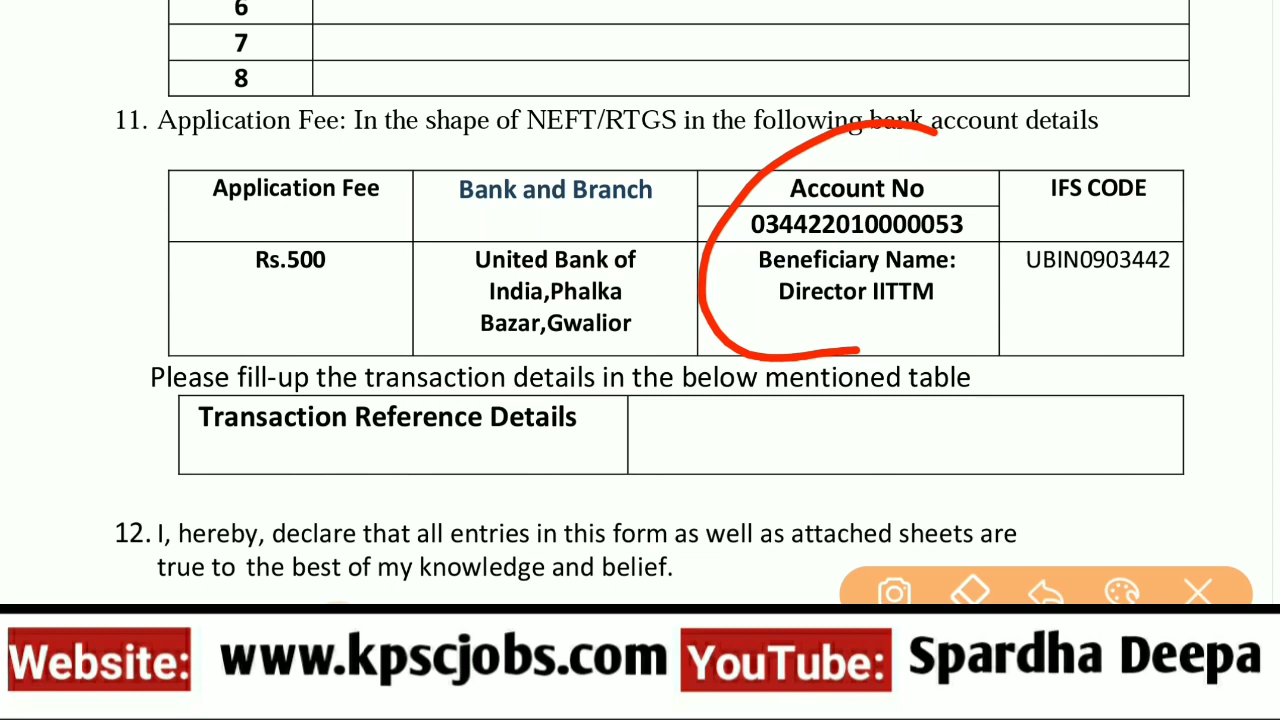 6
7
8
11. Application Fee: In the shape of NEFT/RTGS in the following bank account details
Application Fee Bank and Branch Account No IFS CODE
034422010000053
Rs.500 United Bank of Beneficiary Name: UBIN0903442
India,Phalka Director IITTM
Bazar,Gwalior
Please fill-up the transaction details in the below mentioned table
Transaction Reference Details
12. I, hereby, declare that all entries in this form as well as attached sheets are
true to the best of my knowledge and belief.
Website: www.kpscjobs.com YouTube: Spardha Deepa